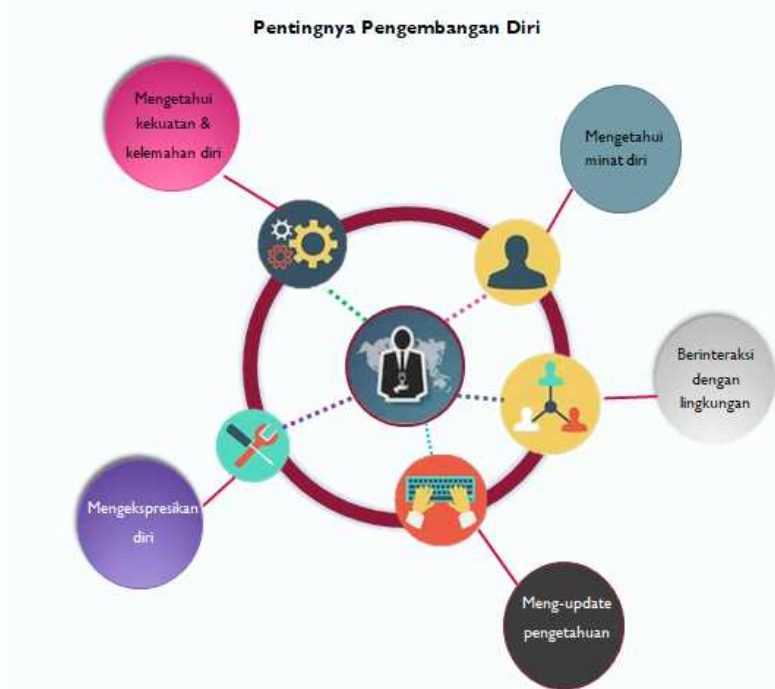 Pentingnya Pengembangan Diri
Mengetahui
kekuatan &
kelemahan diri
Mengetahui
minat diri
Berinteraksi
dengan
lingkungan
Mengekspresikan
diri
Meng-update
pengetahuan